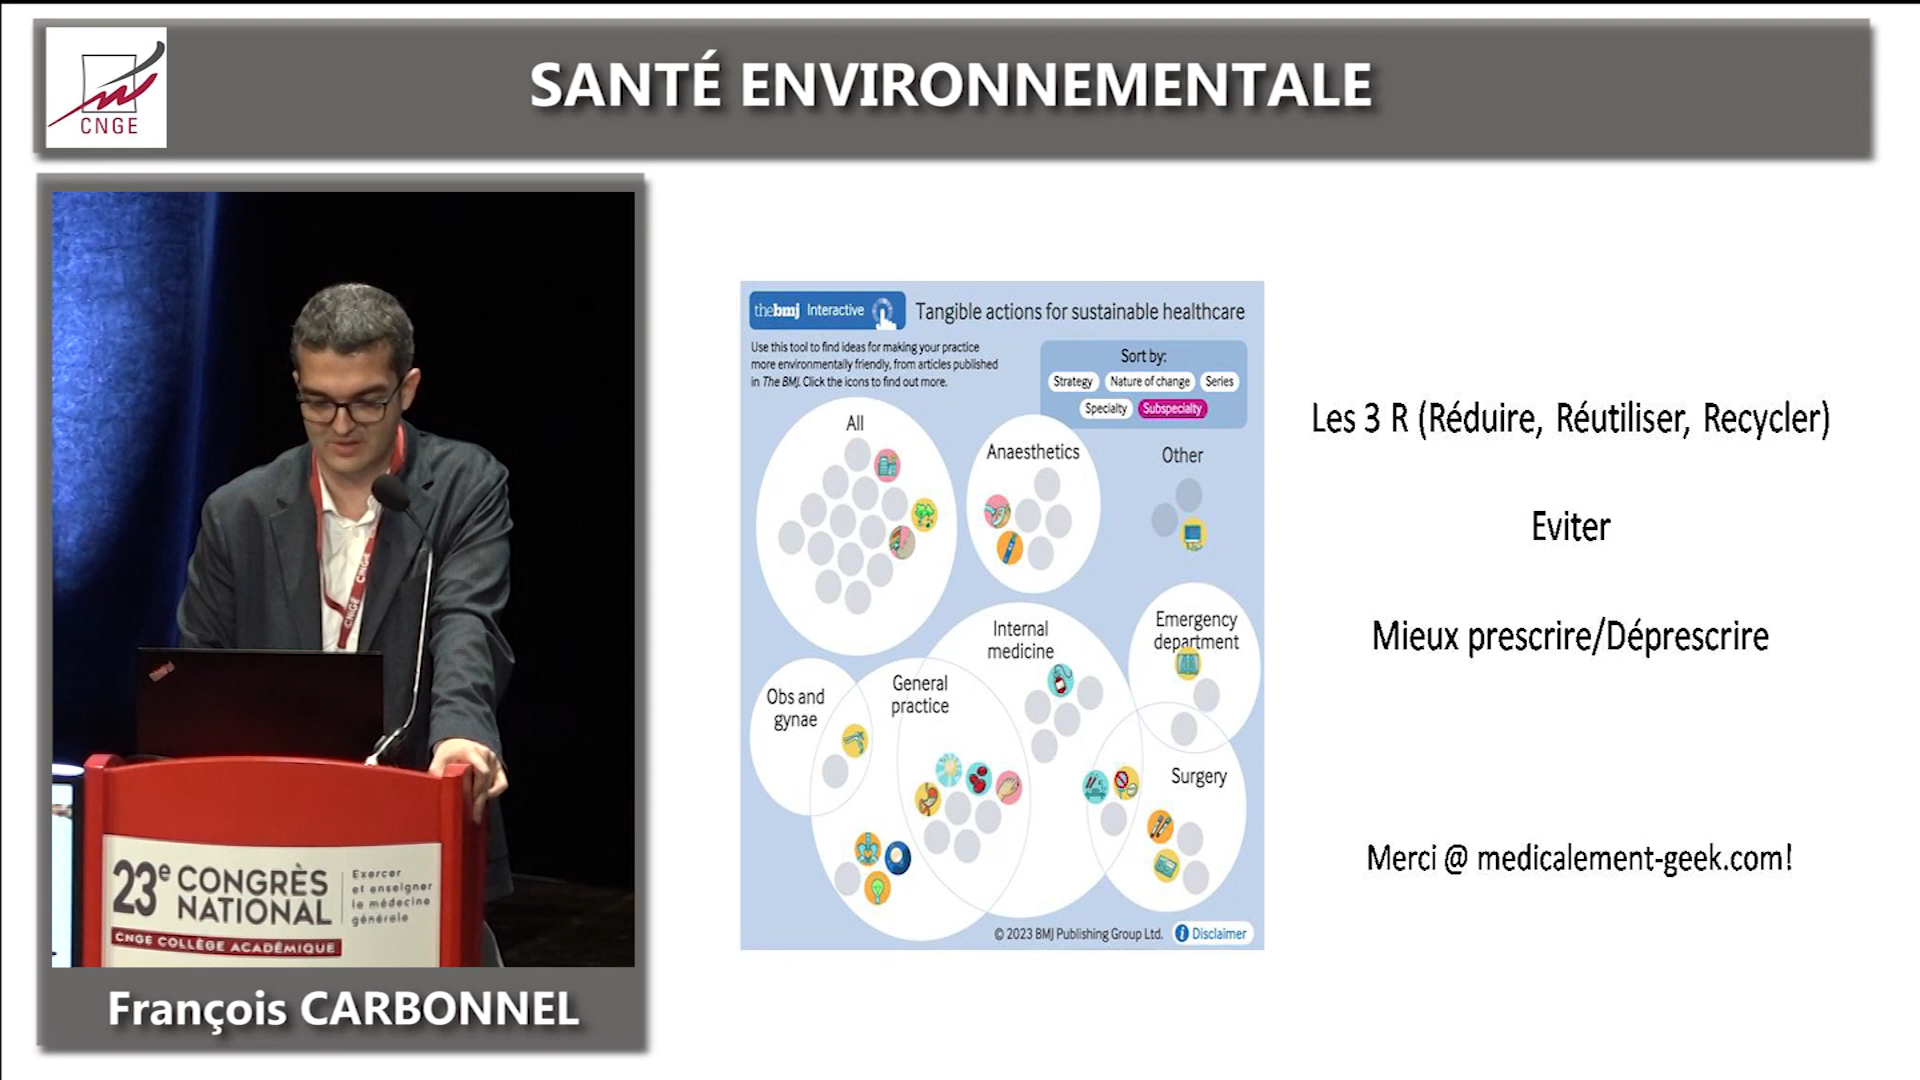 CNGE
SANTÉ ENVIRONNEMENTALE
CNGE
CNGE
23e CONGRÈS
NATIONAL
Exercer
et enseigner
la médecine
générale
CNGE COLLÈGE ACADÉMIQUE
François CARBONNEL
thebmj Interactive
Tangible actions for sustainable healthcare
Use this tool to find ideas for making your practice
more environmentally friendly, from articles published
in The BMJ. Click the icons to find out more.
Sort by:
Strategy Nature of change Series
Specialty Subspecialty
All
Anaesthetics
Other
Internal
medicine
Emergency
department
Obs and
gynae
General
practice
Surgery
© 2023 BMJ Publishing Group Ltd.
Disclaimer
Les 3 R (Réduire, Réutiliser, Recycler)
Eviter
Mieux prescrire/Déprescrire
Merci @ medicalement-geek.com!